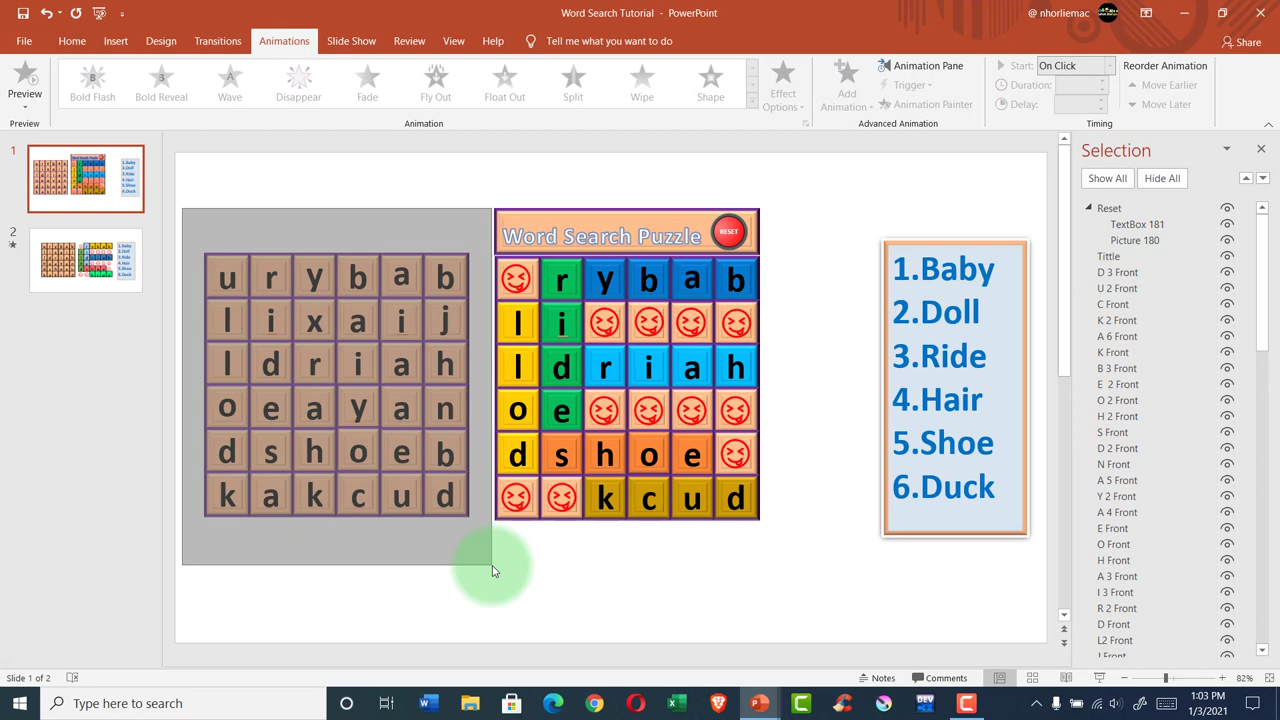 Word Search Tutorial - PowerPoint
@ nhorliemac
File Home Insert Design Transitions Animations Slide Show Review View Help Tell me what you want to do
Share
Preview
Bold Flash Bold Reveal Wave Disappear Fade Fly Out Float Out Split Wipe Shape
Effect Options
Add Animation
Animation Pane
Trigger
Animation Painter
Start: On Click
Duration:
Delay:
Reorder Animation
Move Earlier
Move Later
Preview Animation Advanced Animation Timing
1
2
Word Search Puzzle RESET
u r y b a b
l i x a i j
l d r i a h
o e a y a n
d s h o e b
k a k c u d
r y b a b
l i
l d r i a h
o e
d s h o e
k c u d
1.Baby
2.Doll
3.Ride
4.Hair
5.Shoe
6.Duck
Selection
Show All Hide All
Reset
TextBox 181
Picture 180
Tittle
D 3 Front
U 2 Front
C Front
K 2 Front
A 6 Front
K Front
B 3 Front
E 2 Front
O 2 Front
H 2 Front
S Front
D 2 Front
N Front
A 5 Front
Y 2 Front
A 4 Front
E Front
O Front
H Front
A 3 Front
I 3 Front
R 2 Front
D Front
L2 Front
Slide 1 of 2
Notes Comments 82%
Type here to search
1:03 PM
1/3/2021